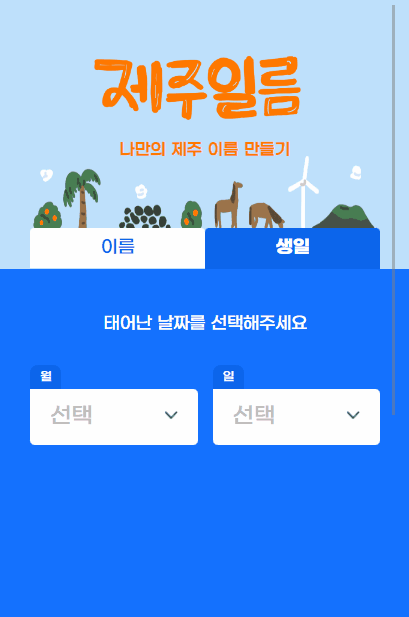 제주일름
나만의 제주 이름 만들기
이름
생일
태어난 날짜를 선택해주세요
월
일
선택
선택